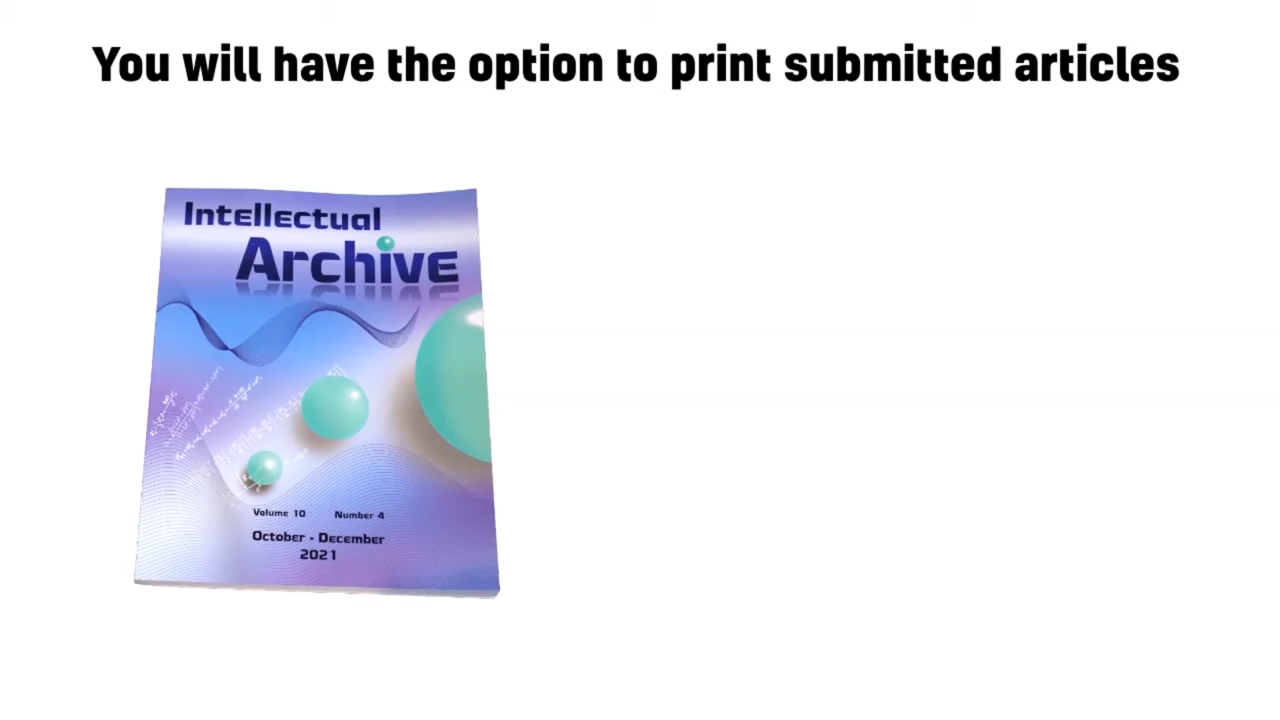 You will have the option to print submitted articles
Intellectual
Archive
Volume 10 Number 4
October - December
2021